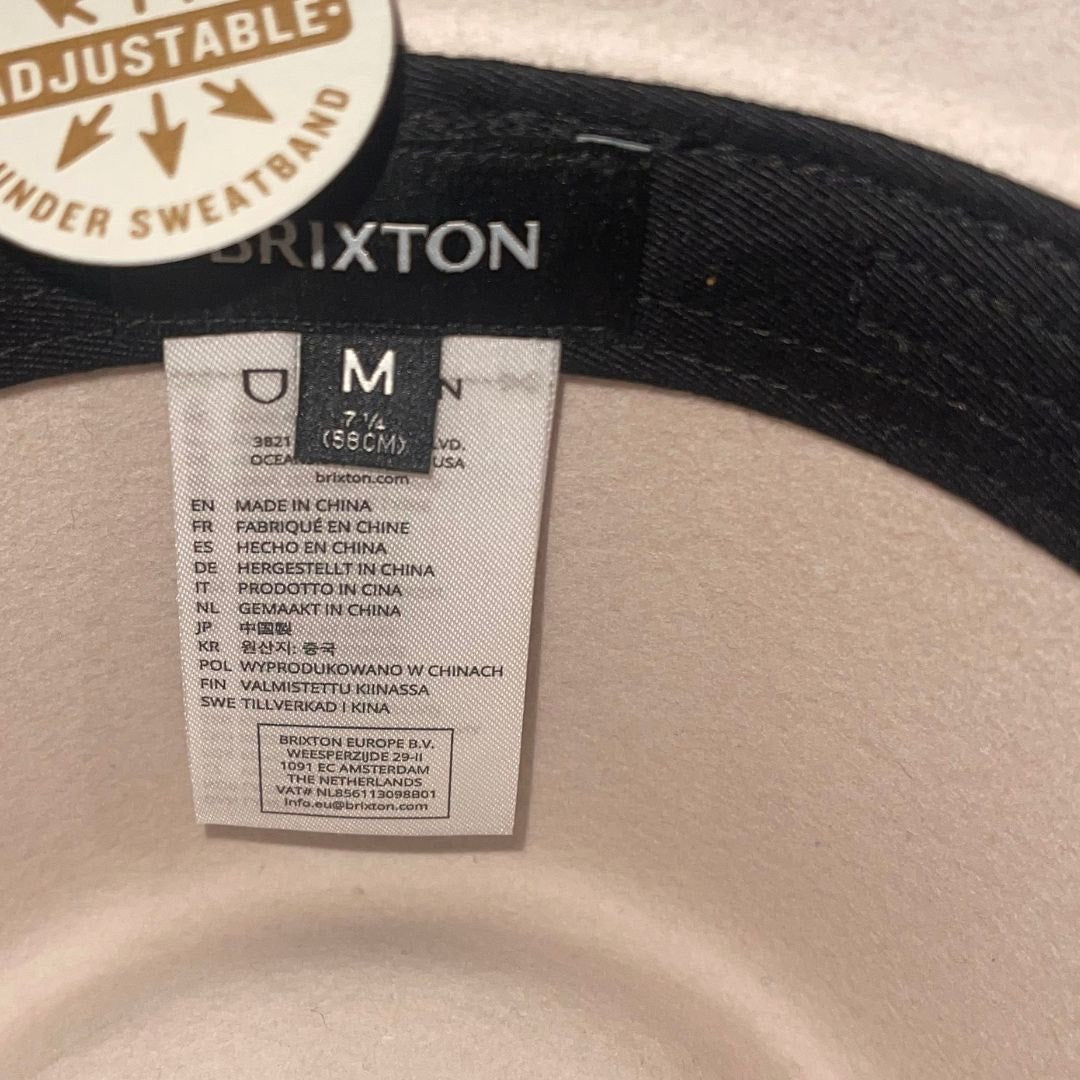 ADJUSTABLE
UNDER SWEATBAND
BRIXTON
M
7 ¼
(58CM)
3821
LVD.
USA
brixton.com
EN MADE IN CHINA
FR FABRIQUÉ EN CHINE
ES HECHO EN CHINA
DE HERGESTELLT IN CHINA
IT PRODOTTO IN CINA
NL GEMAAKT IN CHINA
JP 中国製
KR 원산지: 중국
POL WYPRODUKOWANO W CHINACH
FIN VALMISTETTU KIINASSA
SWE TILLVERKAD I KINA
BRIXTON EUROPE B.V.
WEESPERZIJDE 29-II
1091 EC AMSTERDAM
THE NETHERLANDS
VAT# NL856113098B01
info.eu@brixton.com